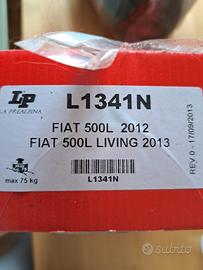 LP
LA PREALPINA
L1341N
FIAT 500L 2012
FIAT 500L LIVING 2013
max 75 kg
L1341N
REV.0 - 17/09/2013
subito